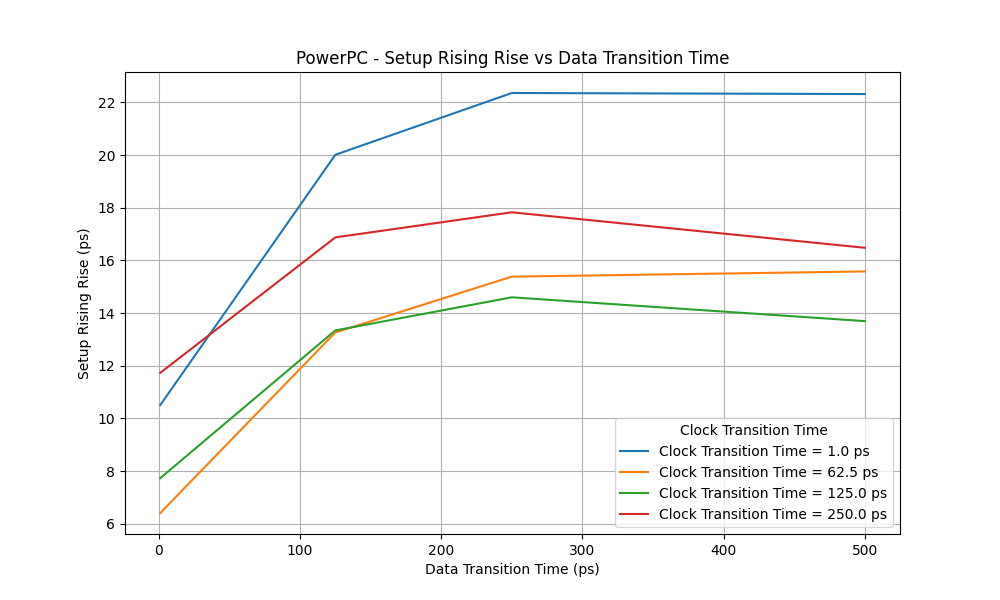 PowerPC - Setup Rising Rise vs Data Transition Time
Setup Rising Rise (ps)
22
20
18
16
14
12
10
8
6
0 100 200 300 400 500
Data Transition Time (ps)
Clock Transition Time
Clock Transition Time = 1.0 ps
Clock Transition Time = 62.5 ps
Clock Transition Time = 125.0 ps
Clock Transition Time = 250.0 ps